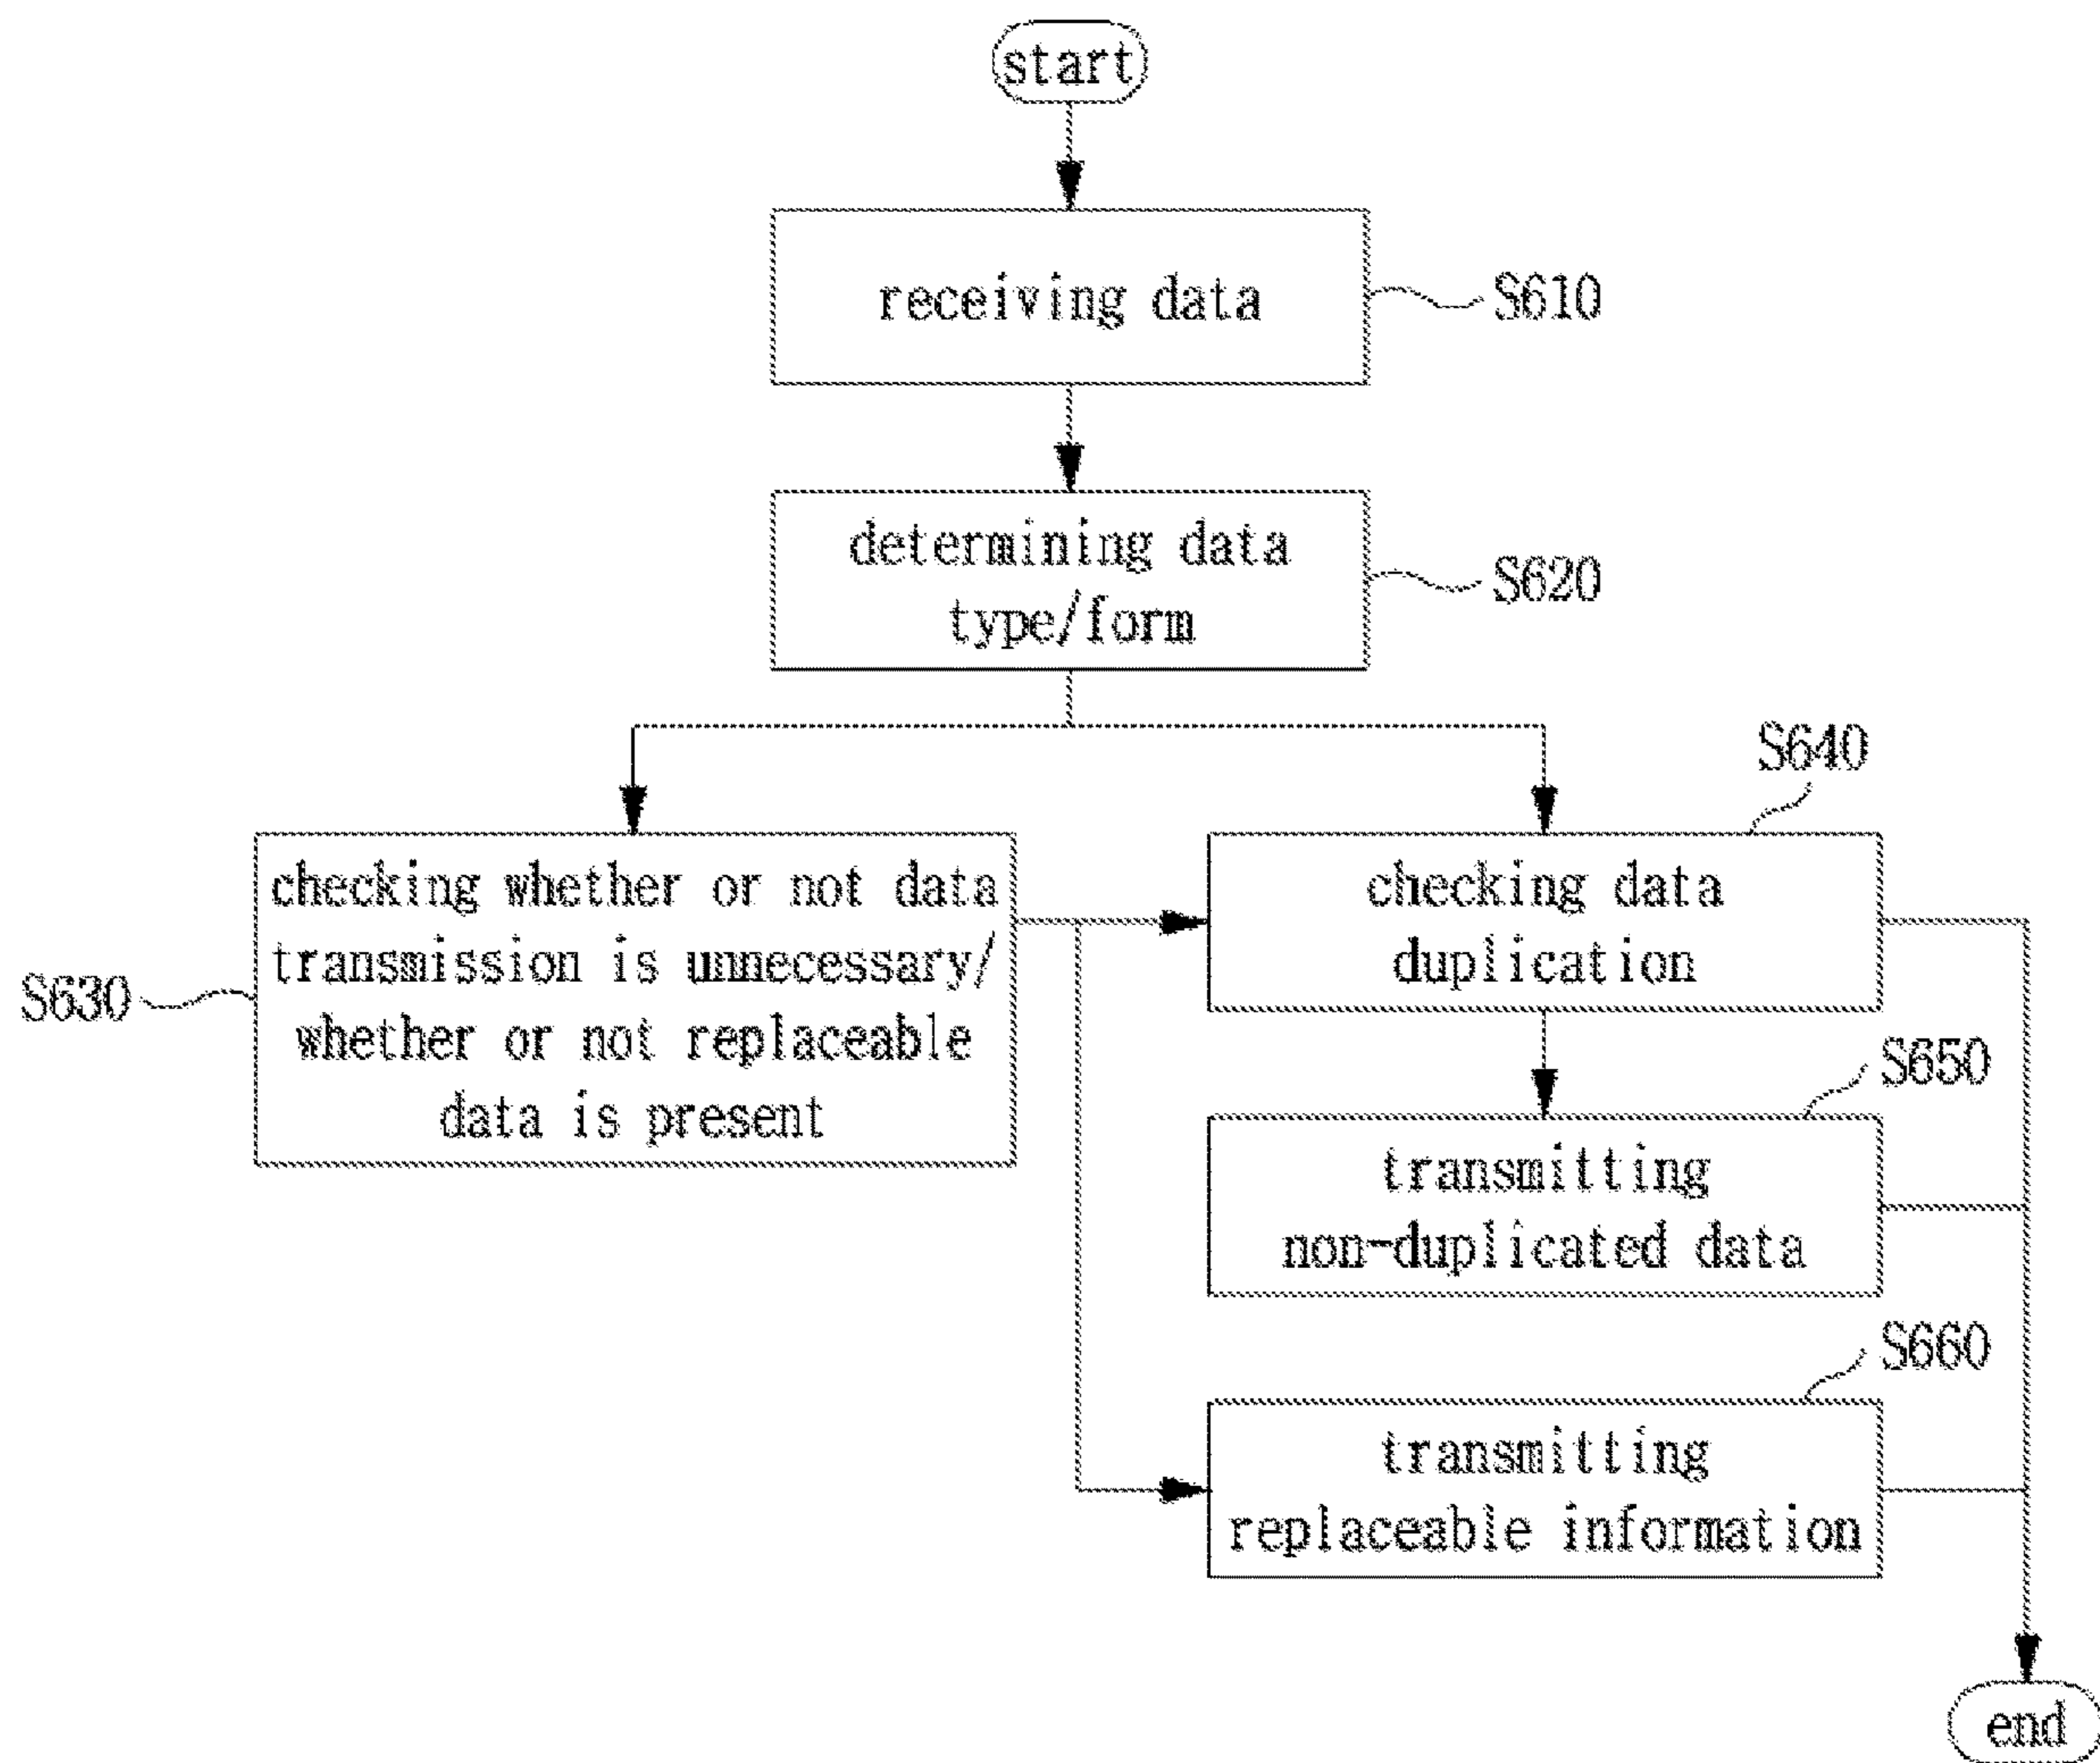 start
receiving data
S610
determining data
type/form
S620
S640
checking whether or not data
transmission is unnecessary/
whether or not replaceable
data is present
S630
checking data
duplication
S650
transmitting
non-duplicated data
S660
transmitting
replaceable information
end